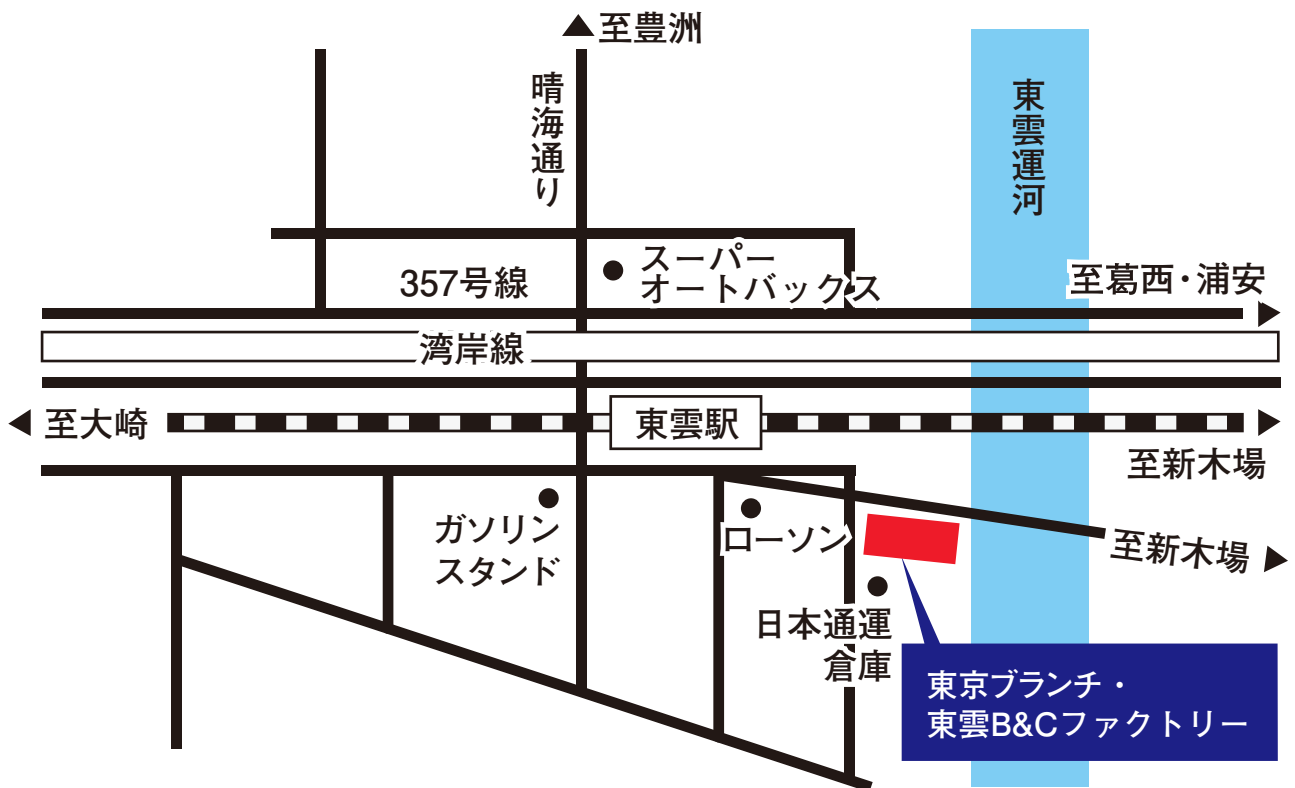 ▲至豊洲
晴海通り
東雲運河
スーパー
オートバックス
357号線
至葛西・浦安▶
湾岸線
◀至大崎
東雲駅
至新木場
ガソリン
スタンド
ローソン
至新木場▶
日本通運
倉庫
東京ブランチ・
東雲B&Cファクトリー